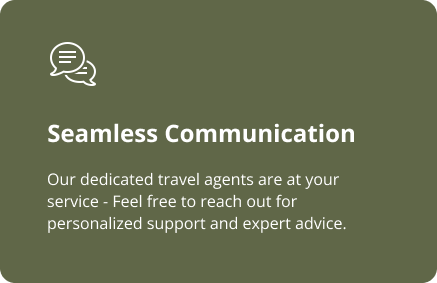 Seamless Communication
Our dedicated travel agents are at your
service - Feel free to reach out for
personalized support and expert advice.